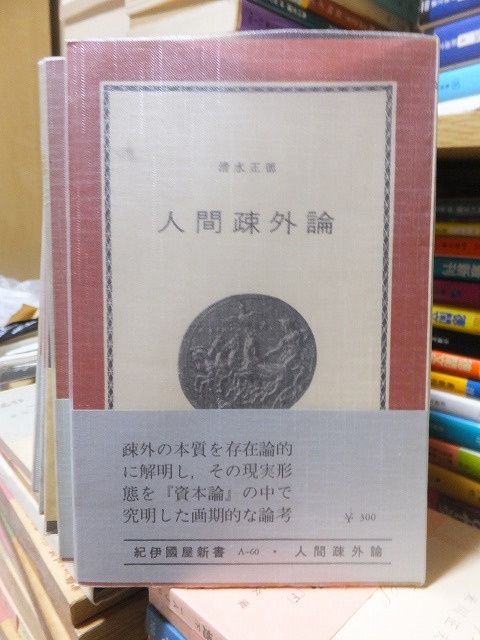 清水正徳
人間疎外論
疎外の本質を存在論的
に解明し，その現実形
態を『資本論』の中で
究明した画期的な論考
￥ 300
紀伊國屋新書 A-60 ・ 人間疎外論